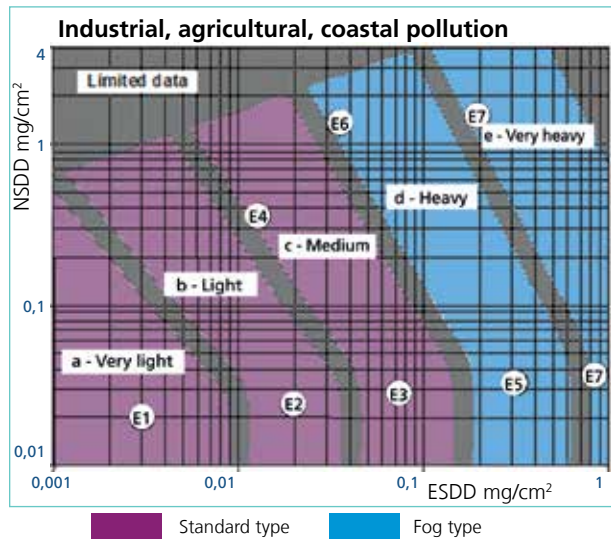 Industrial, agricultural, coastal pollution
NSDD mg/cm²
4
Limited data
E6
E7
1
e - Very heavy
d - Heavy
E4
c - Medium
b - Light
0,1
a - Very light
E7
E5
E3
E2
E1
0,01
0,001
0,01
0,1
ESDD mg/cm²
1
Standard type
Fog type